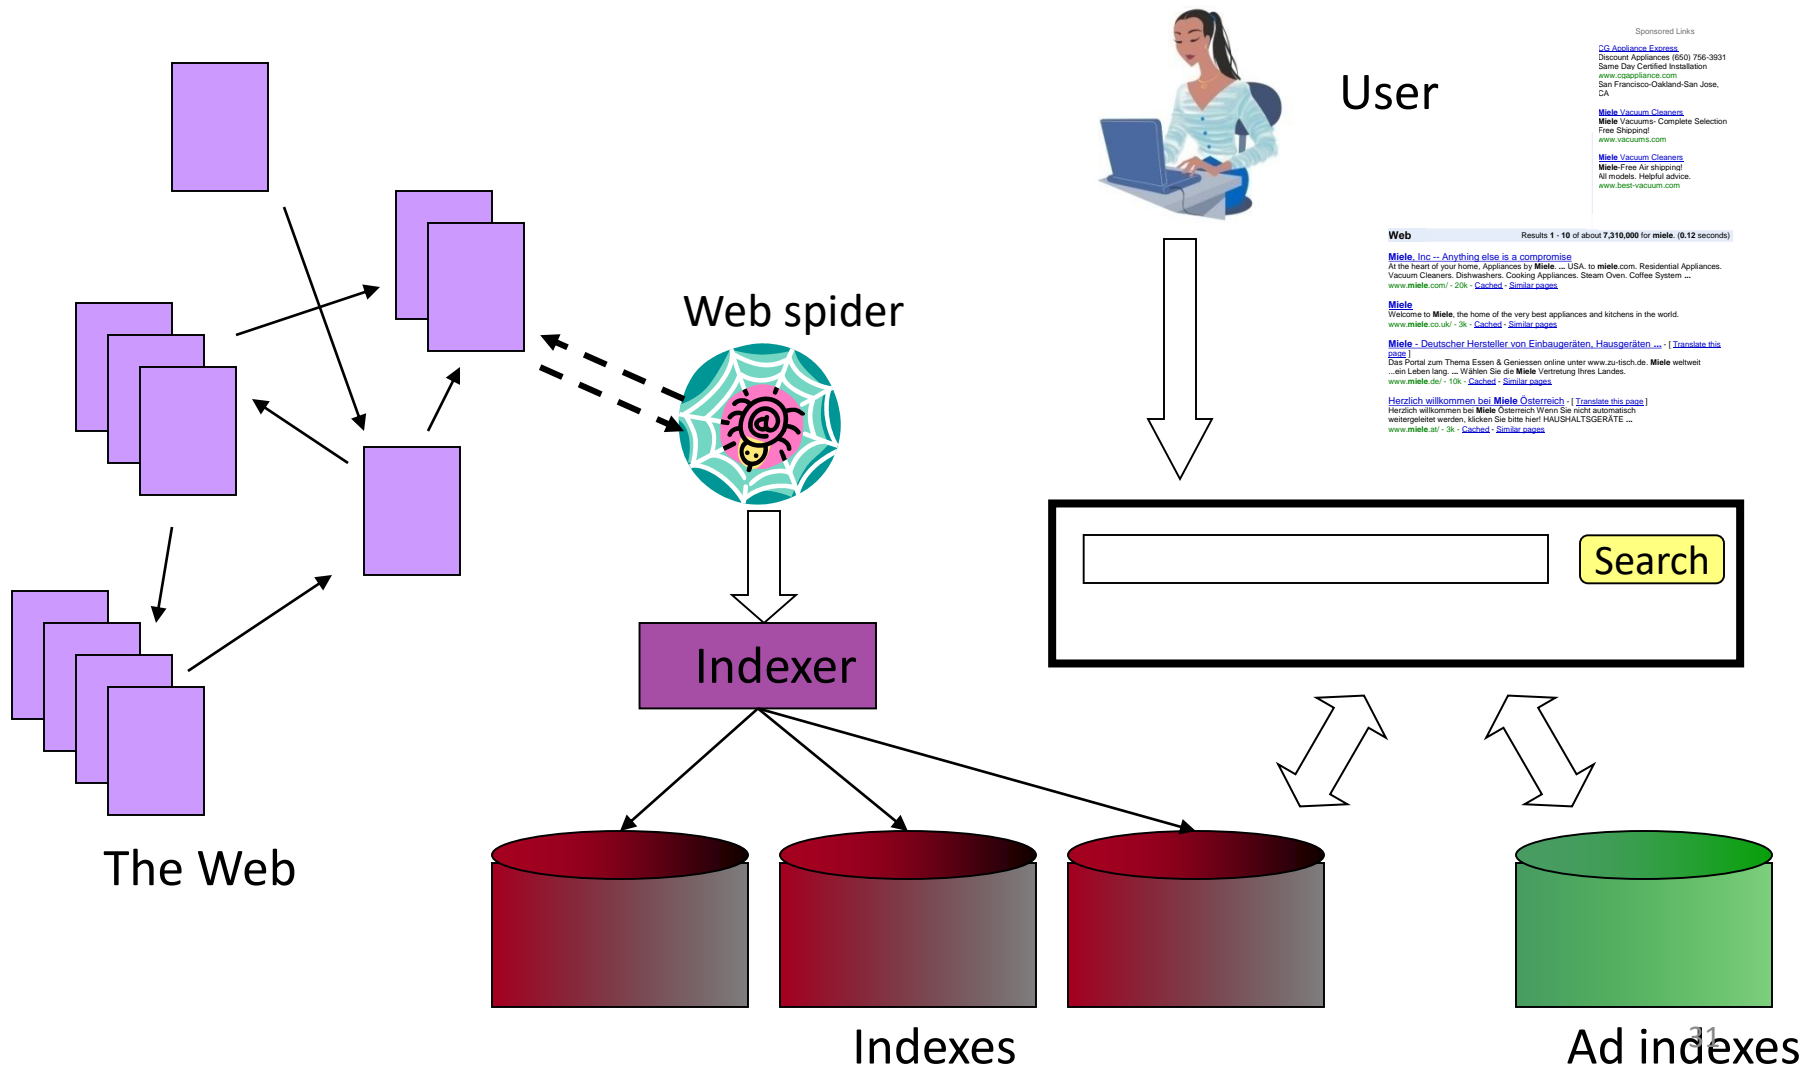 User
Sponsored Links
CG Appliance Express
Discount Appliances (650) 756-3931
Same Day Certified Installation
www.cgappliance.com
San Francisco-Oakland-San Jose,
CA
Miele Vacuum Cleaners
Miele Vacuums- Complete Selection
Free Shipping!
www.vacuums.com
Miele Vacuum Cleaners
Miele-Free Air shipping!
All models. Helpful advice.
www.best-vacuum.com
Web Results 1 - 10 of about 7,310,000 for miele. (0.12 seconds)
Miele, Inc -- Anything else is a compromise
At the heart of your home, Appliances by Miele. ... USA. to miele.com. Residential Appliances.
Vacuum Cleaners. Dishwashers. Cooking Appliances. Steam Oven. Coffee System ...
www.miele.com/ - 20k - Cached - Similar pages
Miele
Welcome to Miele, the home of the very best appliances and kitchens in the world.
www.miele.co.uk/ - 3k - Cached - Similar pages
Miele - Deutscher Hersteller von Einbaugeräten, Hausgeräten ... - [ Translate this
page ]
Das Portal zum Thema Essen & Geniessen online unter www.zu-tisch.de. Miele weltweit
...ein Leben lang. ... Wählen Sie die Miele Vertretung Ihres Landes.
www.miele.de/ - 10k - Cached - Similar pages
Herzlich willkommen bei Miele Österreich - [ Translate this page ]
Herzlich willkommen bei Miele Österreich Wenn Sie nicht automatisch
weitergeleitet werden, klicken Sie bitte hier! HAUSHALTSGERÄTE ...
www.miele.at/ - 3k - Cached - Similar pages
Web spider
Search
Indexer
The Web
Indexes
Ad indexes
31